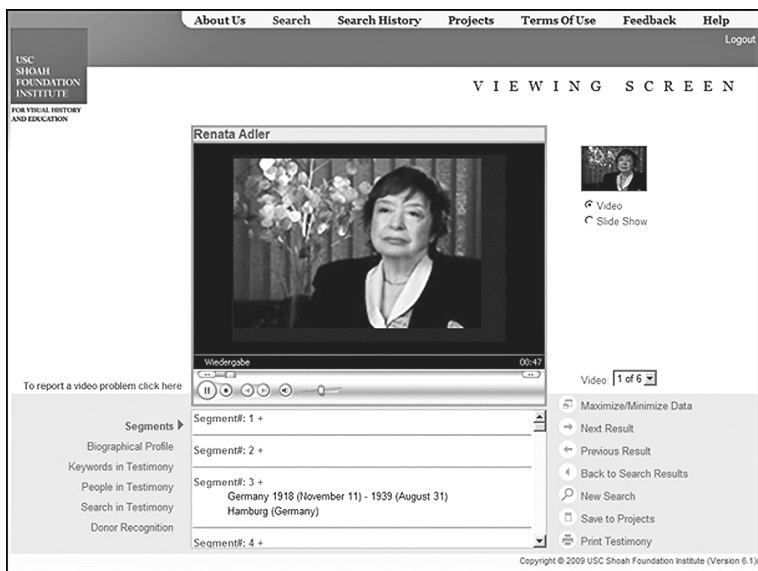 About Us Search Search History Projects Terms Of Use Feedback Help
Logout
USC
SHOAH
FOUNDATION
INSTITUTE
FOR VISUAL HISTORY
AND EDUCATION
VIEWING SCREEN
Renata Adler
Video
Slide Show
Wiedergabe 00:47
To report a video problem click here
Video: 1 of 6
Segments
Biographical Profile
Keywords in Testimony
People in Testimony
Search in Testimony
Donor Recognition
Segment#: 1 +
Segment#: 2 +
Segment#: 3 +
Germany 1918 (November 11) - 1939 (August 31)
Hamburg (Germany)
Segment#: 4 +
Maximize/Minimize Data
Next Result
Previous Result
Back to Search Results
New Search
Save to Projects
Print Testimony
Copyright © 2009 USC Shoah Foundation Institute (Version 6.1)